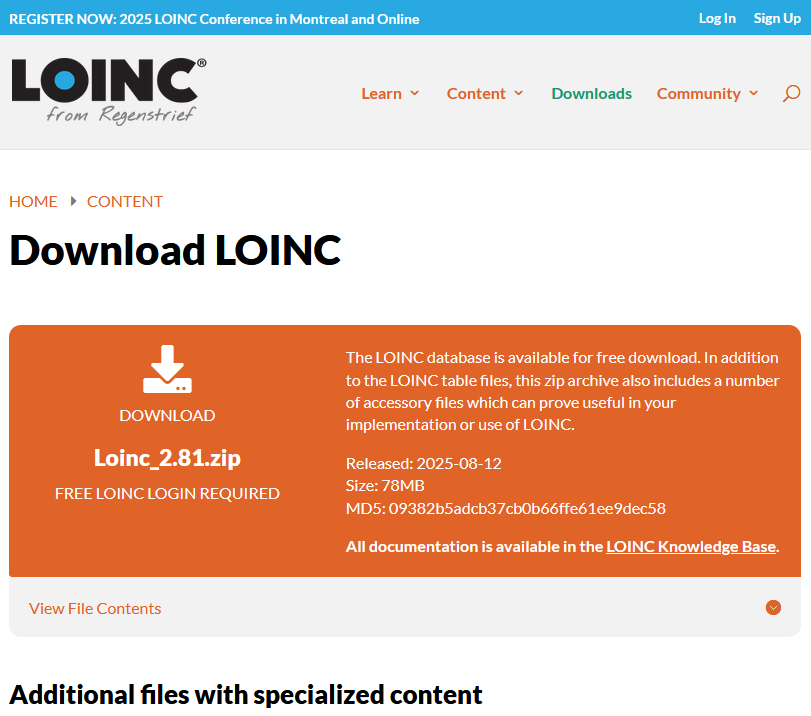 REGISTER NOW: 2025 LOINC Conference in Montreal and Online
Log In
Sign Up
LOINC®
from Regenstrief
Learn
Content
Downloads
Community
HOME
CONTENT
Download LOINC
DOWNLOAD
Loinc_2.81.zip
FREE LOINC LOGIN REQUIRED
The LOINC database is available for free download. In addition
to the LOINC table files, this zip archive also includes a number
of accessory files which can prove useful in your
implementation or use of LOINC.
Released: 2025-08-12
Size: 78MB
MD5: 09382b5adcb37cb0b66ffe61ee9dec58
All documentation is available in the LOINC Knowledge Base.
View File Contents
Additional files with specialized content